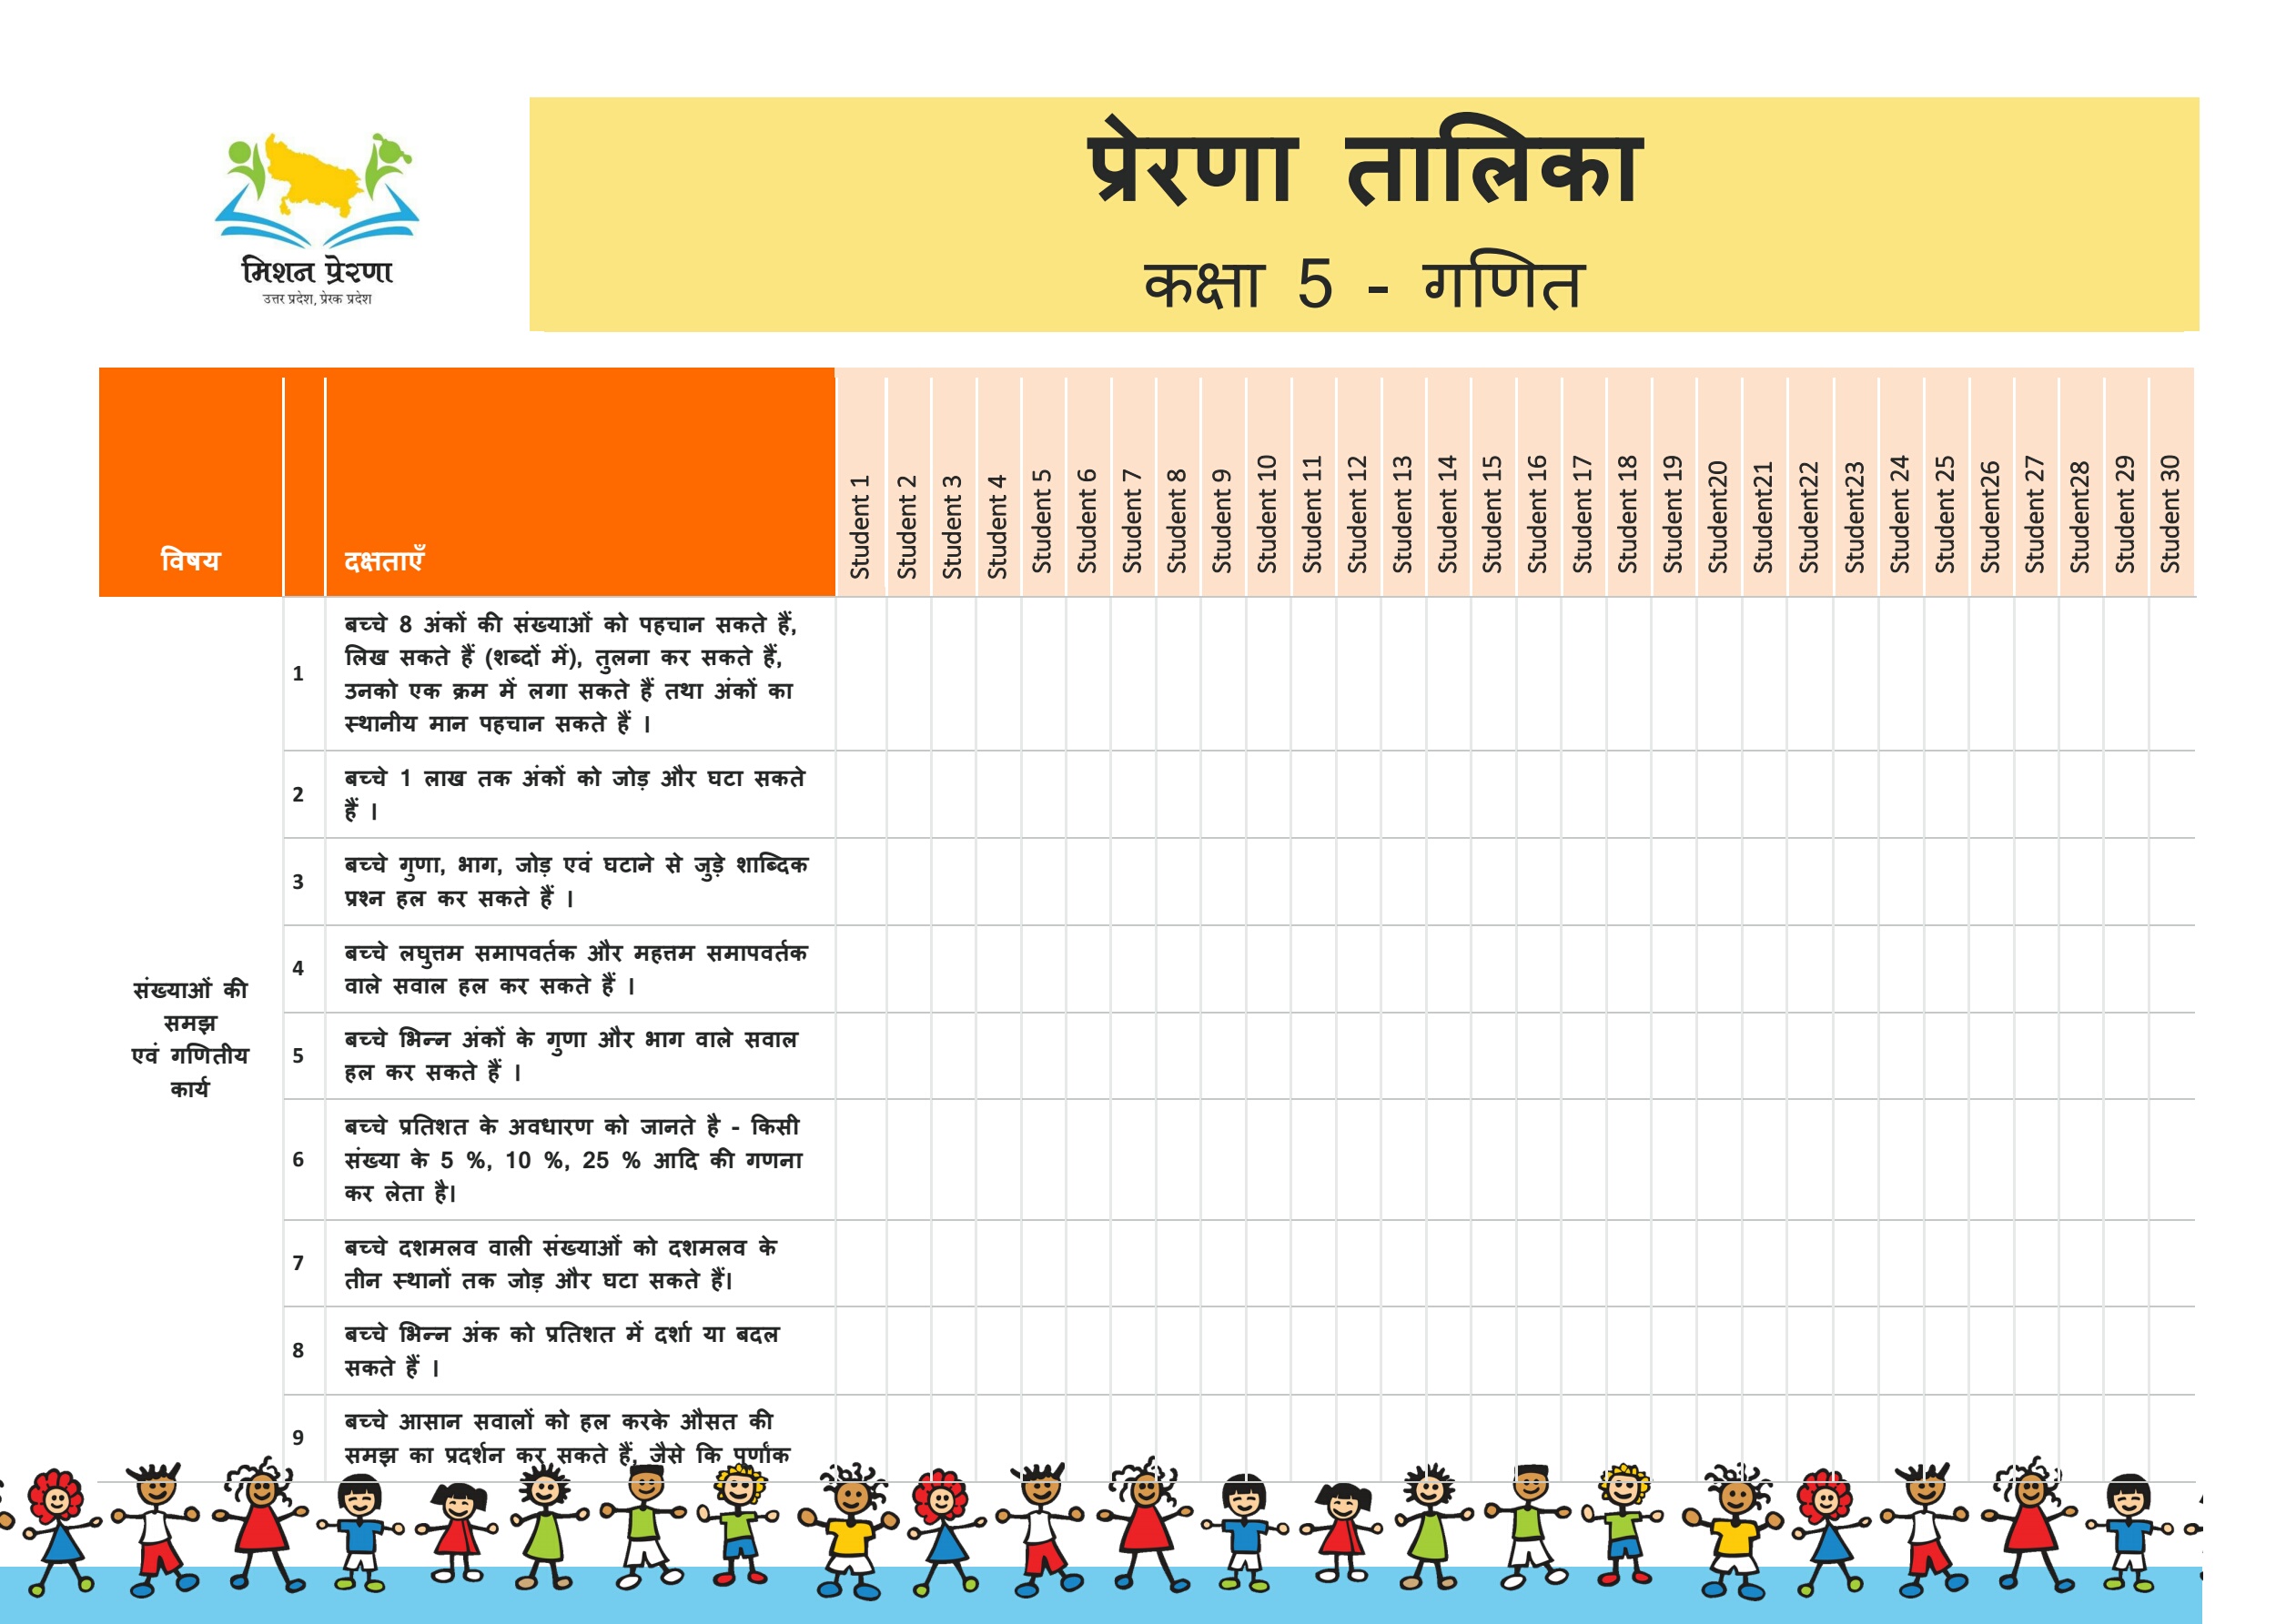 प्रेरणा तालिका
कक्षा 5 - गणित
मिशन प्रेरणा
उत्तर प्रदेश, प्रेरक प्रदेश
विषय
दक्षताएँ
Student 1
Student 2
Student 3
Student 4
Student 5
Student 6
Student 7
Student 8
Student 9
Student 10
Student 11
Student 12
Student 13
Student 14
Student 15
Student 16
Student 17
Student 18
Student 19
Student20
Student21
Student22
Student23
Student 24
Student 25
Student26
Student 27
Student28
Student 29
Student 30
संख्याओं की
समझ
एवं गणितीय
कार्य
1
बच्चे 8 अंकों की संख्याओं को पहचान सकते हैं,
लिख सकते हैं (शब्दों में), तुलना कर सकते हैं,
उनको एक क्रम में लगा सकते हैं तथा अंकों का
स्थानीय मान पहचान सकते हैं ।
2
बच्चे 1 लाख तक अंकों को जोड़ और घटा सकते
हैं ।
3
बच्चे गुणा, भाग, जोड़ एवं घटाने से जुड़े शाब्दिक
प्रश्न हल कर सकते हैं ।
4
बच्चे लघुत्तम समापवर्तक और महत्तम समापवर्तक
वाले सवाल हल कर सकते हैं ।
5
बच्चे भिन्न अंकों के गुणा और भाग वाले सवाल
हल कर सकते हैं ।
6
बच्चे प्रतिशत के अवधारण को जानते है - किसी
संख्या के 5 %, 10 %, 25 % आदि की गणना
कर लेता है।
7
बच्चे दशमलव वाली संख्याओं को दशमलव के
तीन स्थानों तक जोड़ और घटा सकते हैं।
8
बच्चे भिन्न अंक को प्रतिशत में दर्शा या बदल
सकते हैं ।
9
बच्चे आसान सवालों को हल करके औसत की
समझ का प्रदर्शन कर सकते हैं, जैसे कि पूर्णांक